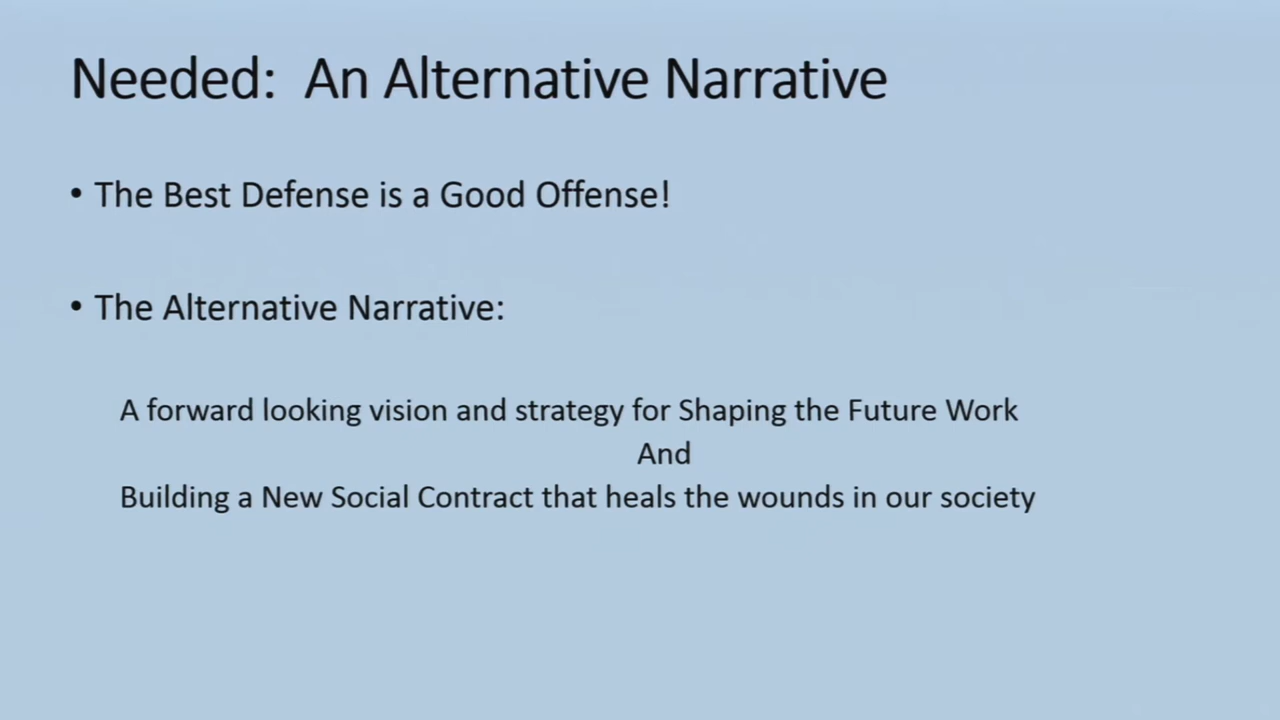 Needed: An Alternative Narrative
• The Best Defense is a Good Offense!
• The Alternative Narrative:
A forward looking vision and strategy for Shaping the Future Work
And
Building a New Social Contract that heals the wounds in our society